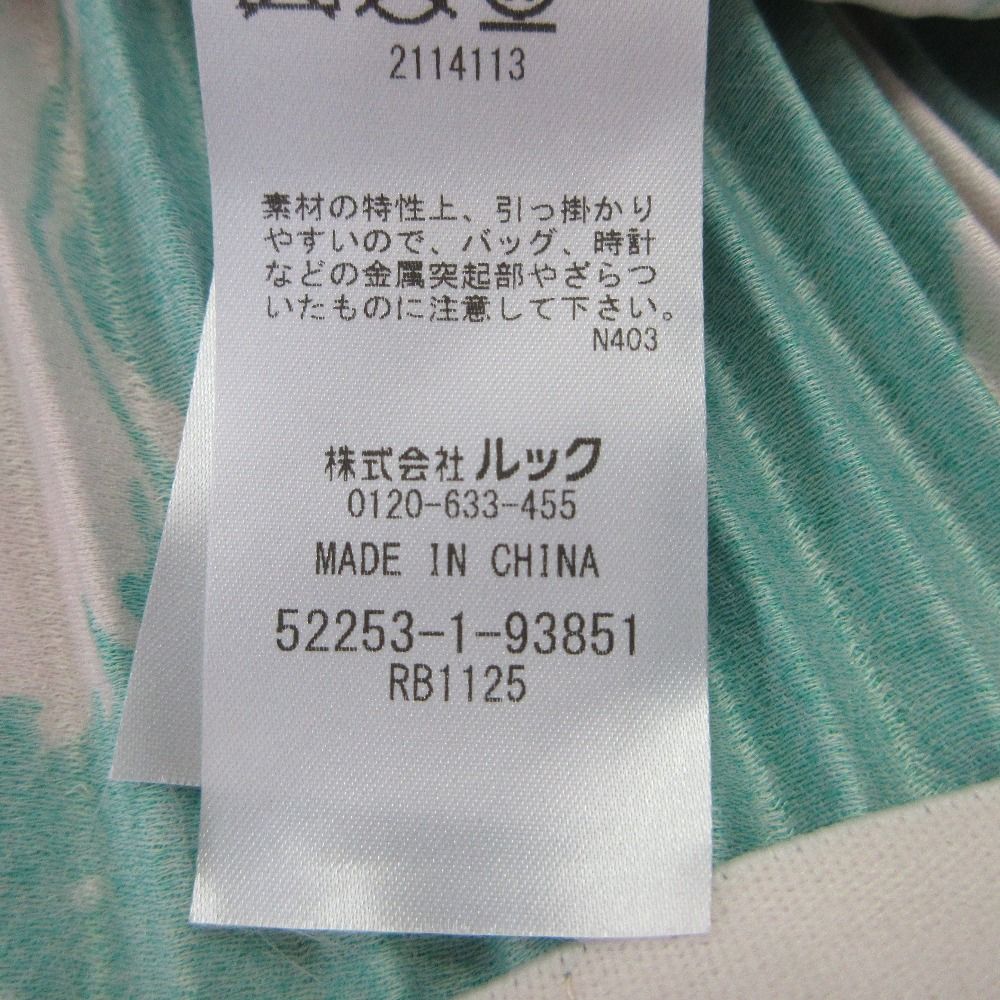 2114113
素材の特性上、引っ掛かり
やすいので、バッグ、時計
などの金属突起部やざらつ
いたものに注意して下さい。
N403
株式会社 ルック
0120-633-455
MADE IN CHINA
52253-1-93851
RB1125